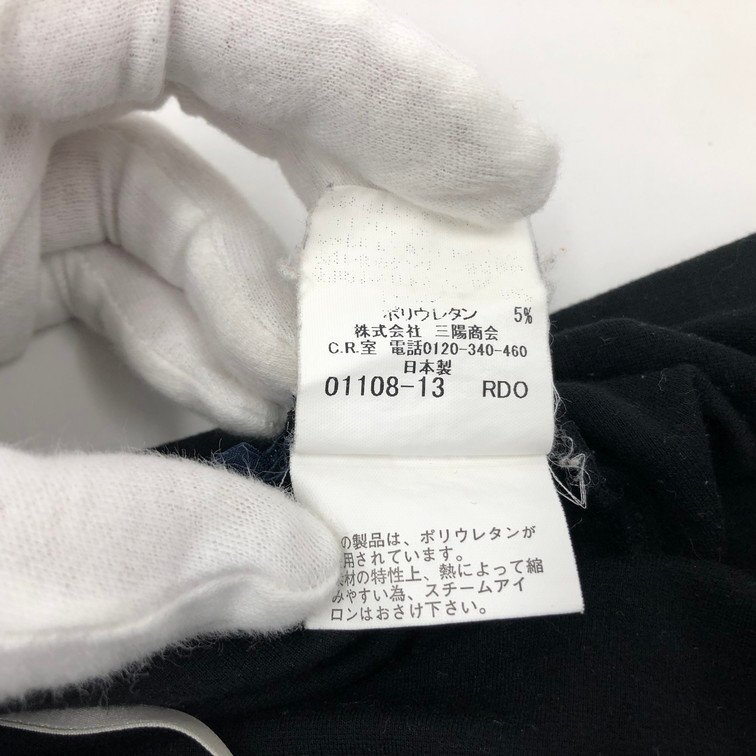 ポリウレタン 5%
株式会社 三陽商会
C.R.室 電話0120-340-460
日本製
01108-13 RDO
の製品は、ポリウレタンが
用されています。
材の特性上、熱によって縮
みやすい為、スチームアイ
ロンはおさけ下さい。